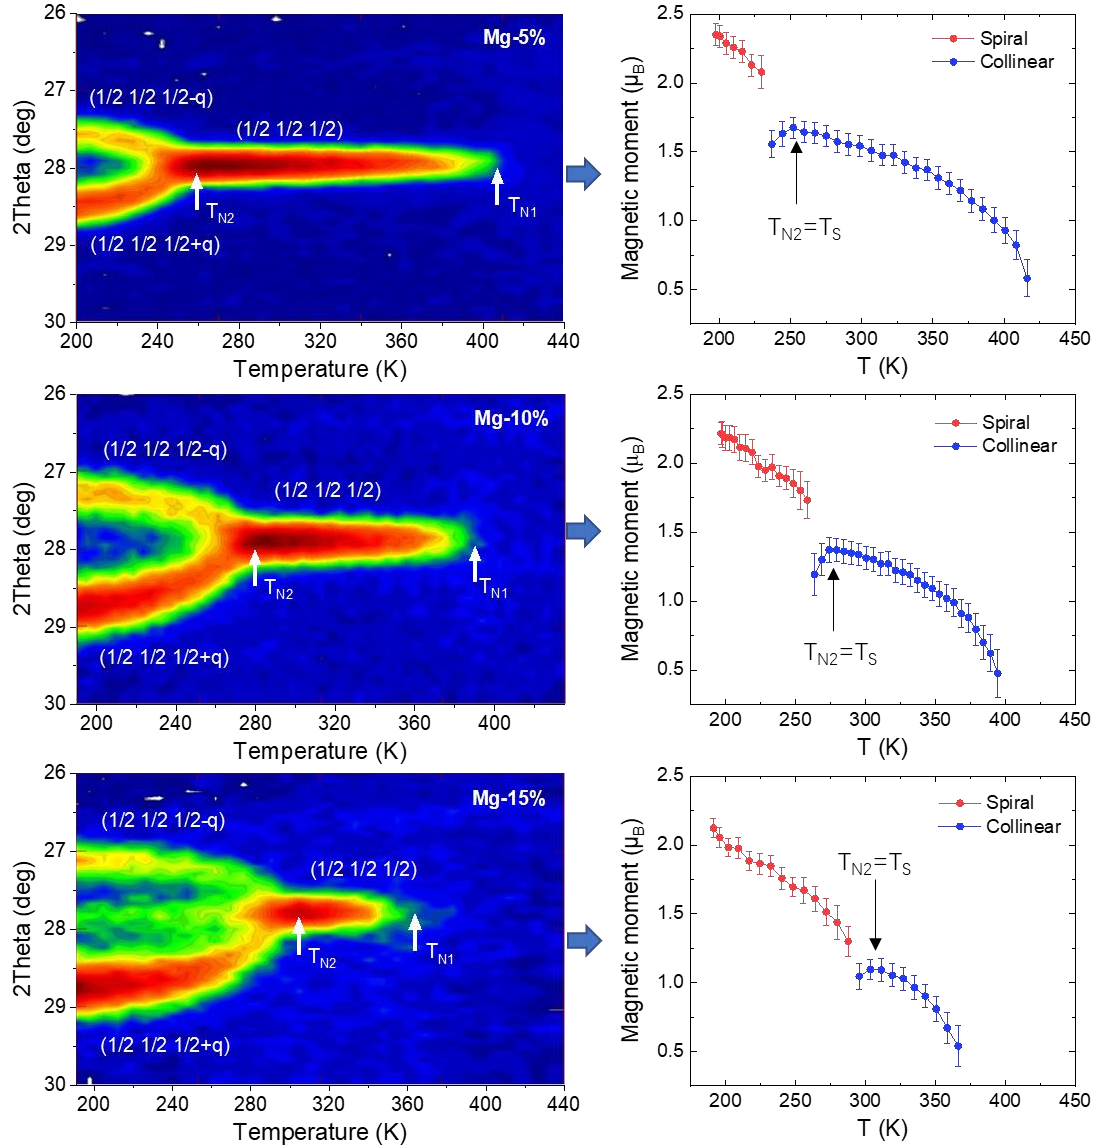 Mg-5%
(1/2 1/2 1/2-q)
(1/2 1/2 1/2)
T_N2
T_N1
(1/2 1/2 1/2+q)
2Theta (deg)
26
27
28
29
30
200 240 280 320 360 400 440
Temperature (K)
Spiral
Collinear
T_N2=T_S
Magnetic moment (μ_B)
2.5
2.0
1.5
1.0
0.5
200 250 300 350 400 450
T (K)
Mg-10%
(1/2 1/2 1/2-q)
(1/2 1/2 1/2)
T_N2
T_N1
(1/2 1/2 1/2+q)
2Theta (deg)
26
27
28
29
30
200 240 280 320 360 400
Temperature (K)
Spiral
Collinear
T_N2=T_S
Magnetic moment (μ_B)
2.5
2.0
1.5
1.0
0.5
200 250 300 350 400 450
T (K)
Mg-15%
(1/2 1/2 1/2-q)
(1/2 1/2 1/2)
T_N2
T_N1
(1/2 1/2 1/2+q)
2Theta (deg)
26
27
28
29
30
200 240 280 320 360 400 440
Temperature (K)
Spiral
Collinear
T_N2=T_S
Magnetic moment (μ_B)
2.5
2.0
1.5
1.0
0.5
200 250 300 350 400 450
T (K)